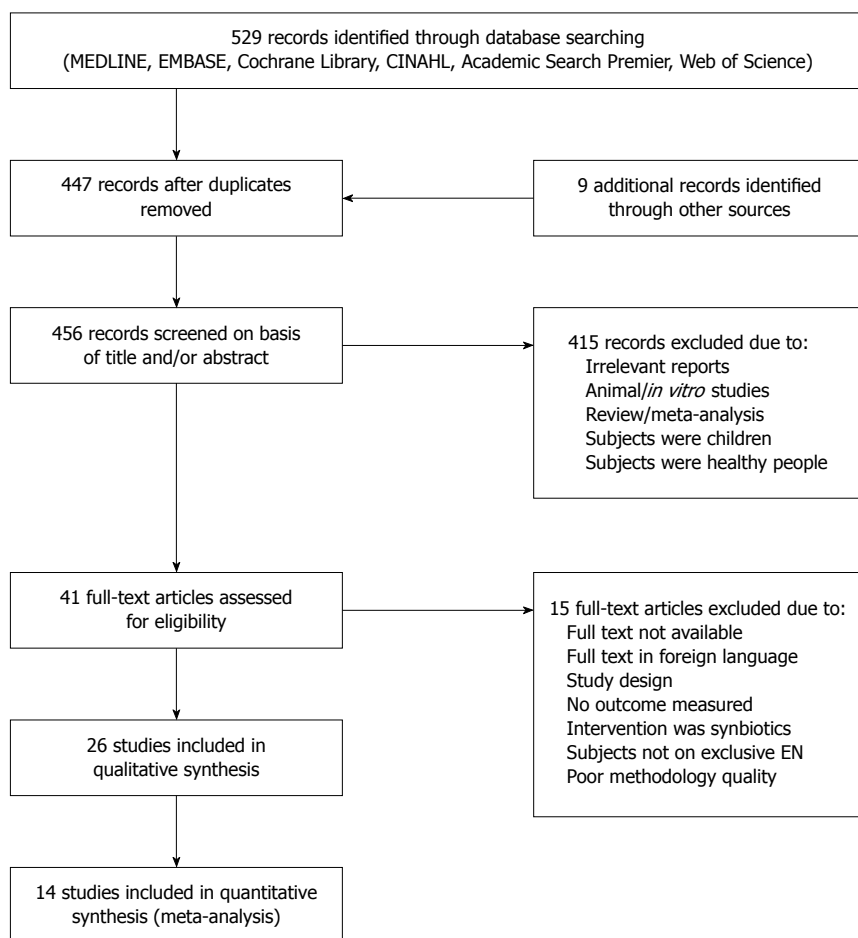 529 records identified through database searching
(MEDLINE, EMBASE, Cochrane Library, CINAHL, Academic Search Premier, Web of Science)
447 records after duplicates
removed
9 additional records identified
through other sources
456 records screened on basis
of title and/or abstract
415 records excluded due to:
Irrelevant reports
Animal/in vitro studies
Review/meta-analysis
Subjects were children
Subjects were healthy people
41 full-text articles assessed
for eligibility
15 full-text articles excluded due to:
Full text not available
Full text in foreign language
Study design
No outcome measured
Intervention was synbiotics
Subjects not on exclusive EN
Poor methodology quality
26 studies included in
qualitative synthesis
14 studies included in quantitative
synthesis (meta-analysis)